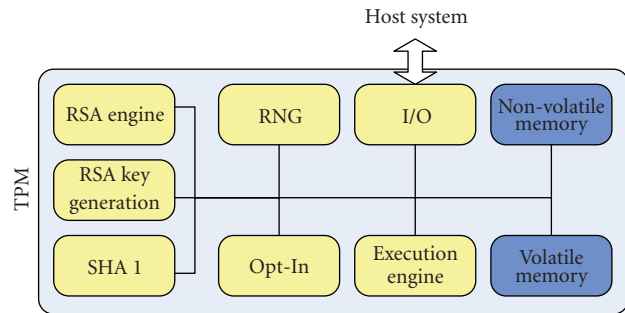 Host system
TPM
RSA engine
RNG
I/O
Non-volatile
memory
RSA key
generation
SHA 1
Opt-In
Execution
engine
Volatile
memory